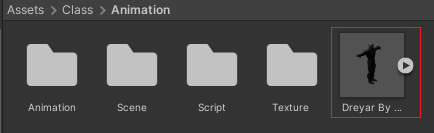 Assets > Class > Animation
Animation Scene Script Texture Dreyar By ...